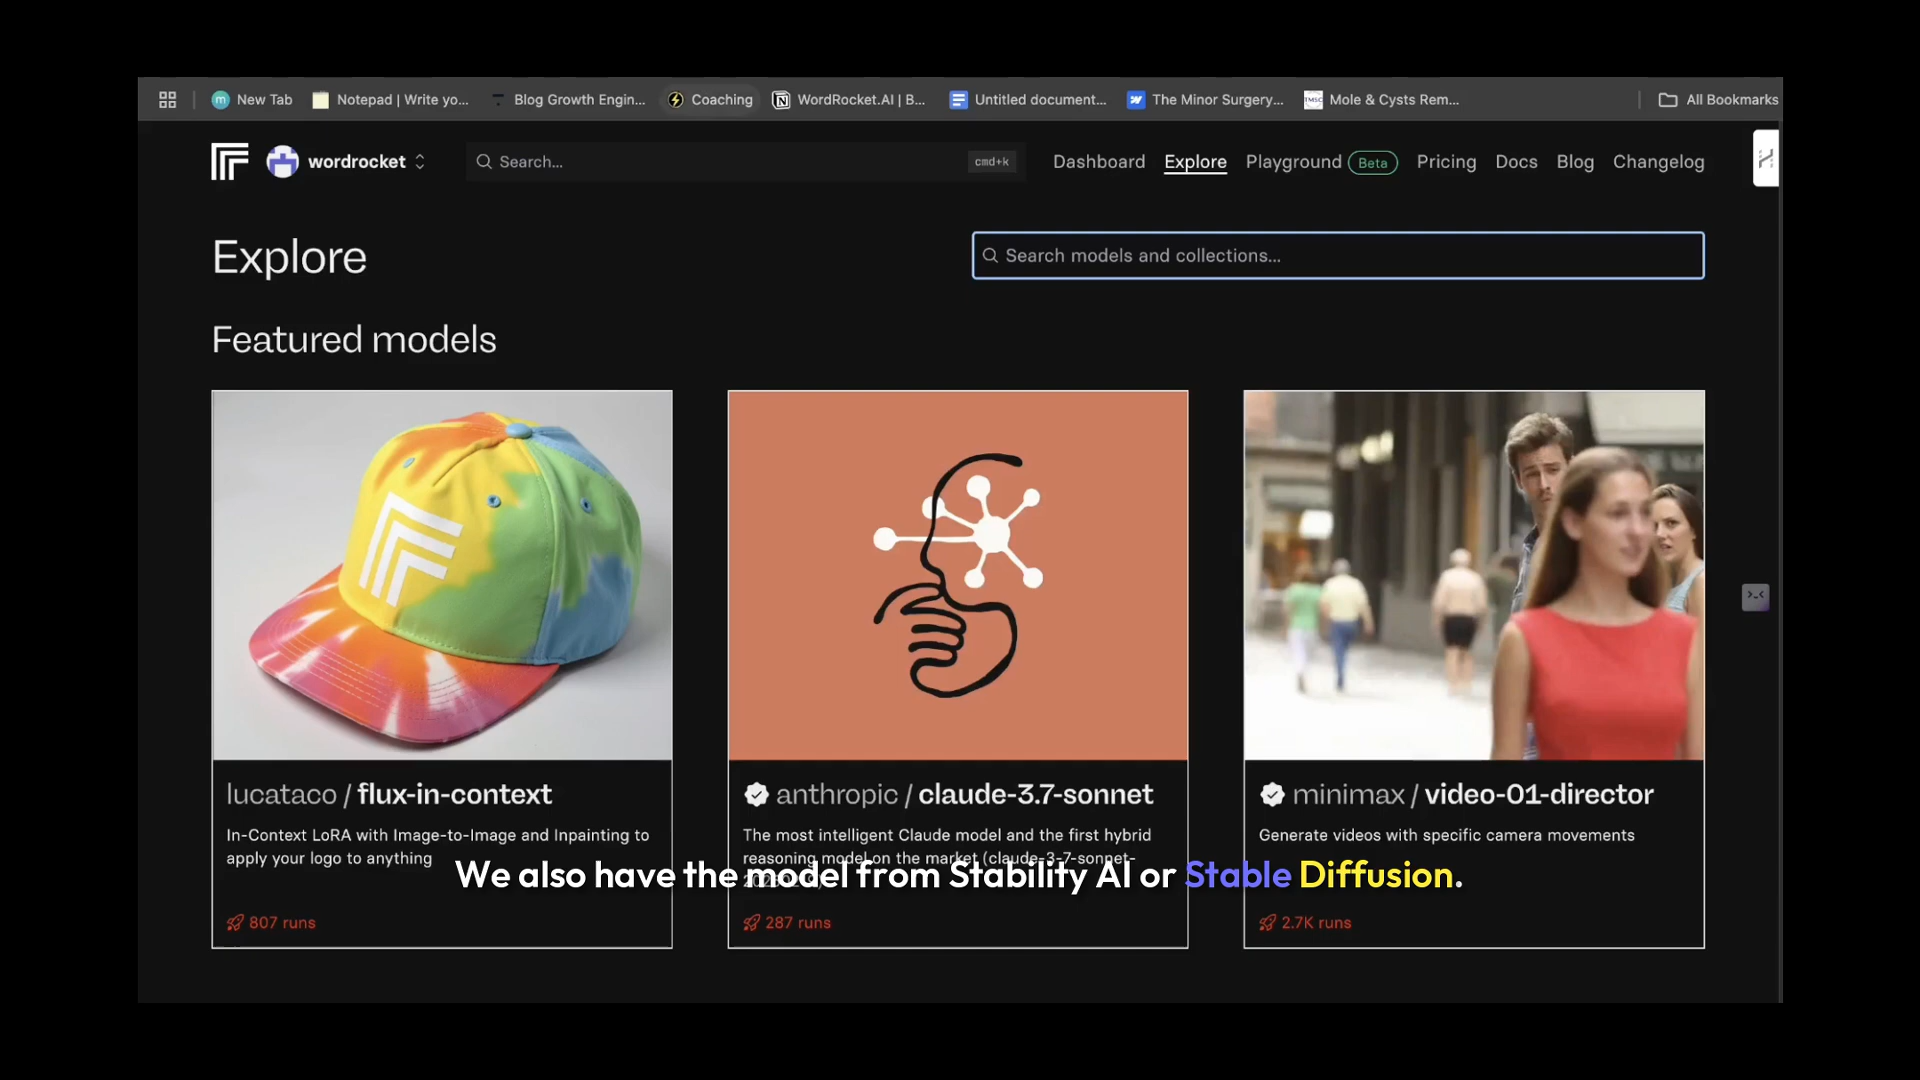 New Tab
Notepad | Write yo...
Blog Growth Engin...
Coaching
WordRocket.AI | B...
Untitled document...
The Minor Surgery...
Mole & Cysts Rem...
All Bookmarks
wordrocket
Search...
cmd+k
Dashboard
Explore
Playground
Beta
Pricing
Docs
Blog
Changelog
Explore
Search models and collections...
Featured models
lucataco / flux-in-context
In-Context LoRA with Image-to-Image and Inpainting to
apply your logo to anything
807 runs
anthropic / claude-3.7-sonnet
The most intelligent Claude model and the first hybrid
reasoning model on the market (claude-3-7-sonnet-
287 runs
minimax / video-01-director
Generate videos with specific camera movements
2.7K runs
We also have the model from Stability AI or Stable Diffusion.